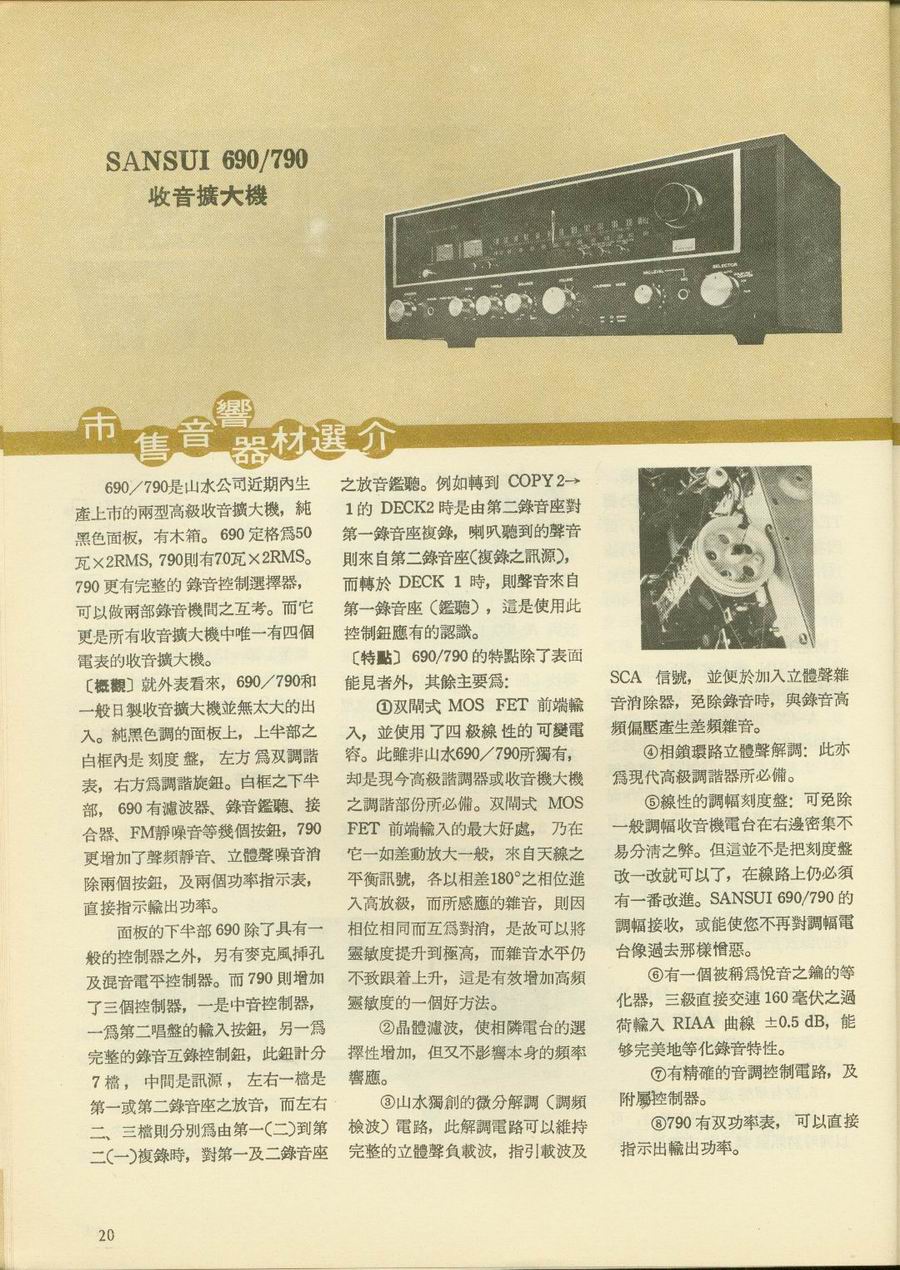 SANSUI 690/790
收音擴大機
SELECTOR
市售音響器材選介
690／790是山水公司近期內生
產上市的兩型高級收音擴大機，純
黑色面板，有木箱。690 定格爲50
瓦×2RMS, 790則有70瓦×2RMS。
790 更有完整的 錄音控制選擇器，
可以做兩部錄音機間之互考。而它
更是所有收音擴大機中唯一有四個
電表的收音擴大機。
〔概觀〕就外表看來，690／790和
一般日製收音擴大機並無太大的出
入。純黑色調的面板上，上半部之
白框內是 刻度 盤， 左方 爲双調諧
表，右方爲調諧旋鈕。白框之下半
部， 690 有濾波器、錄音鑑聽、接
合器、FM靜噪音等幾個按鈕，790
更增加了聲頻靜音、立體聲噪音消
除兩個按鈕，及兩個功率指示表，
直接指示輸出功率。
面板的下半部 690 除了具有一
般的控制器之外，另有麥克風揷孔
及混音電平控制器。而 790 則增加
了三個控制器，一是中音控制器，
一爲第二唱盤的輸入按鈕，另一爲
完整的錄音互錄控制鈕，此鈕計分
7 檔， 中間是訊源， 左右一檔是
第一或第二錄音座之放音，而左右
二、三檔則分別爲由第一(二)到第
二(一)複錄時，對第一及二錄音座
之放音鑑聽。例如轉到 COPY 2→
1 的 DECK2 時是由第二錄音座對
第一錄音座複錄，喇叭聽到的聲音
則來自第二錄音座(複錄之訊源)，
而轉於 DECK 1 時，則聲音來自
第一錄音座（鑑聽），這是使用此
控制鈕應有的認識。
〔特點〕690/790 的特點除了表面
能見者外，其餘主要爲:
①双閘式 MOS FET 前端輸
入，並使用 了四 級線 性的 可變電
容。此雖非山水690／790所獨有，
却是現今高級諧調器或收音機大機
之調諧部份所必備。双閘式 MOS
FET 前端輸入的最大好處， 乃在
它一如差動放大一般，來自天線之
平衡訊號，各以相差180°之相位進
入高放級，而所感應的雜音，則因
相位相同而互爲對消，是故可以將
靈敏度提升到極高，而雜音水平仍
不致跟着上升，這是有效增加高頻
靈敏度的一個好方法。
②晶體濾波，使相隣電台的選
擇性增加，但又不影響本身的頻率
響應。
③山水獨創的微分解調（調頻
檢波）電路，此解調電路可以維持
完整的立體聲負載波，指引載波及
SCA 信號， 並便於加入立體聲雜
音消除器，免除錄音時，與錄音高
頻偏壓產生差頻雜音。
④相鎖環路立體聲解調: 此亦
爲現代高級調諧器所必備。
⑤線性的調幅刻度盤: 可免除
一般調幅收音機電台在右邊密集不
易分淸之弊。但這並不是把刻度盤
改一改就可以了，在線路上仍必須
有一番改進。SANSUI 690/790 的
調幅接收，或能使您不再對調幅電
台像過去那樣憎惡。
⑥有一個被稱爲悅音之鑰的等
化器，三級直接交連 160 毫伏之過
荷輸入 RIAA 曲線 ±0.5 dB，能
够完美地等化錄音特性。
⑦有精確的音調控制電路，及
附屬控制器。
⑧790 有双功率表， 可以直接
指示出輸出功率。
20